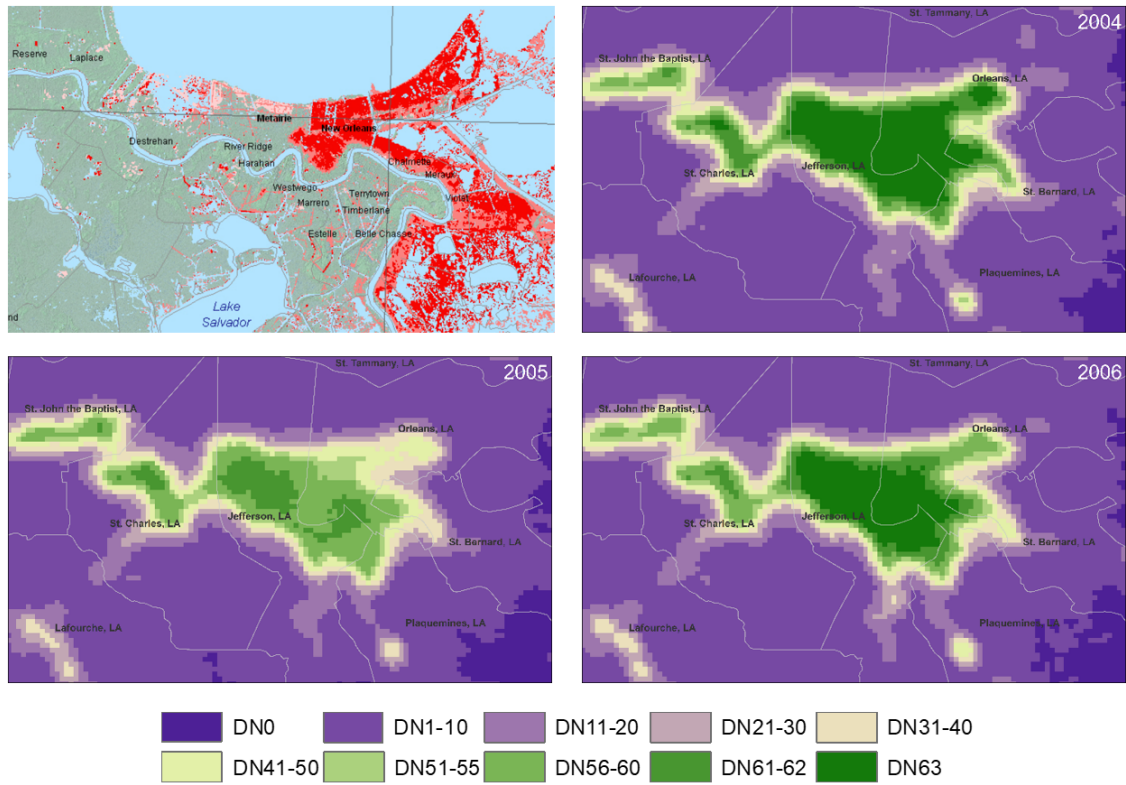 Reserve
Laplace
Destrehan
Metairie
New Orleans
River Ridge
Harahan
Chalmette
Meraux
Westwego
Terrytown
Violet
Marrero
Timberlane
Estelle
Belle Chasse
Lake
Salvador
nd
St. Tammany, LA
2004
St. John the Baptist, LA
Orleans, LA
St. Charles, LA
Jefferson, LA
St. Bernard, LA
Lafourche, LA
Plaquemines, LA
St. Tammany, LA
2005
St. John the Baptist, LA
Orleans, LA
St. Charles, LA
Jefferson, LA
St. Bernard, LA
Lafourche, LA
Plaquemines, LA
St. Tammany, LA
2006
St. John the Baptist, LA
Orleans, LA
St. Charles, LA
Jefferson, LA
St. Bernard, LA
Lafourche, LA
Plaquemines, LA
DN0
DN1-10
DN11-20
DN21-30
DN31-40
DN41-50
DN51-55
DN56-60
DN61-62
DN63